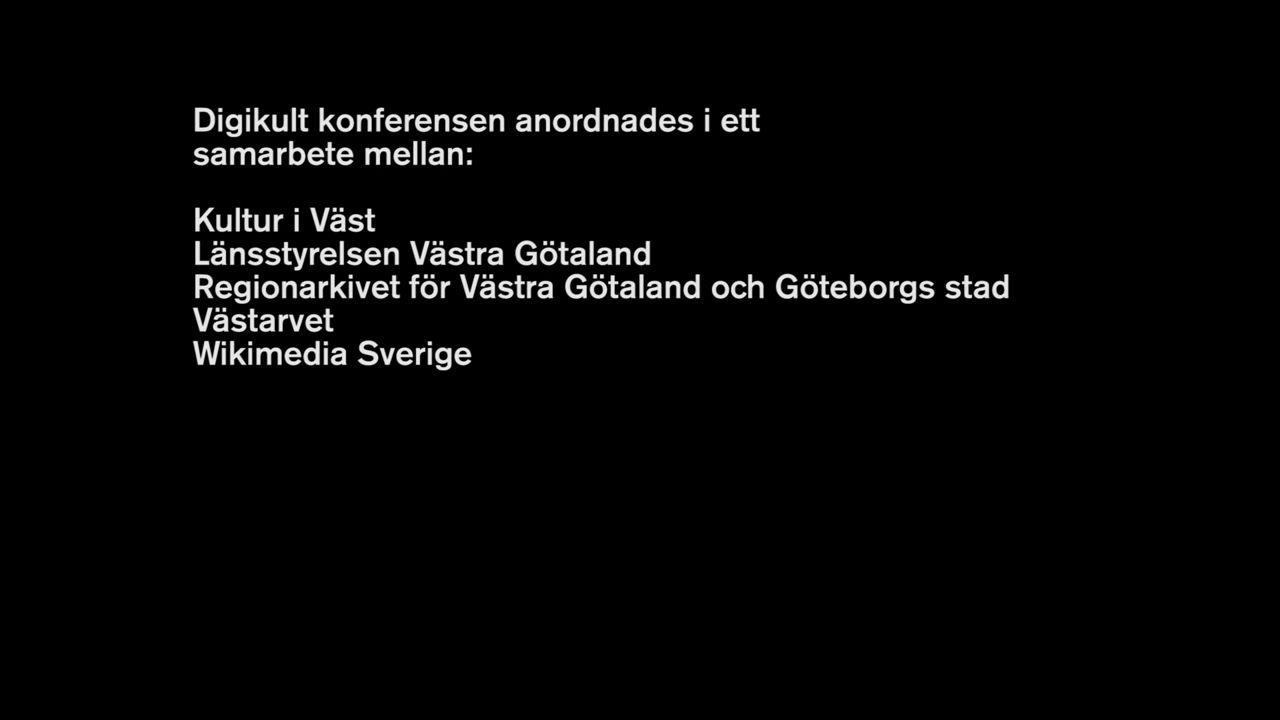 Digikult konferensen anordnades i ett
samarbete mellan:
Kultur i Väst
Länsstyrelsen Västra Götaland
Regionarkivet för Västra Götaland och Göteborgs stad
Västarvet
Wikimedia Sverige